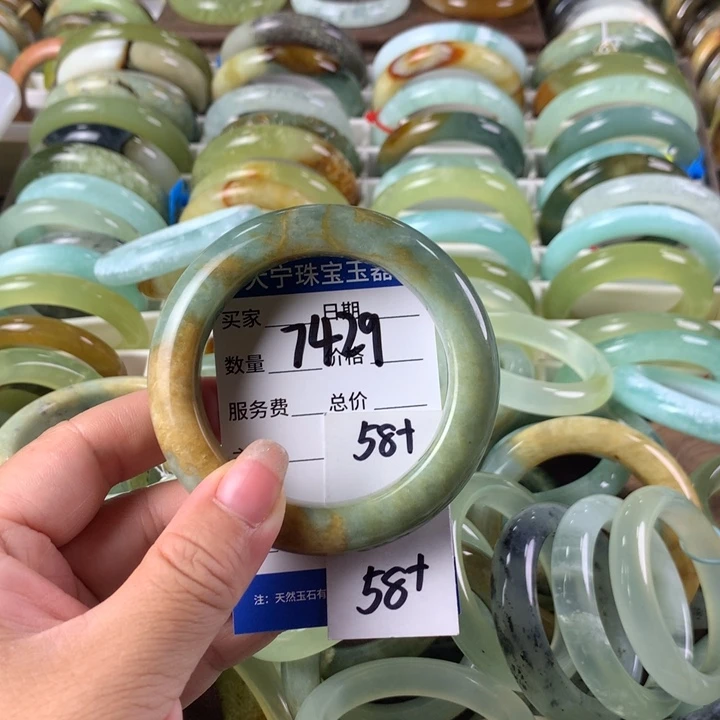 天宁珠宝玉器
买家 日期
7429
数量 价格
服务费 总价
58+
58+
注：天然玉石有